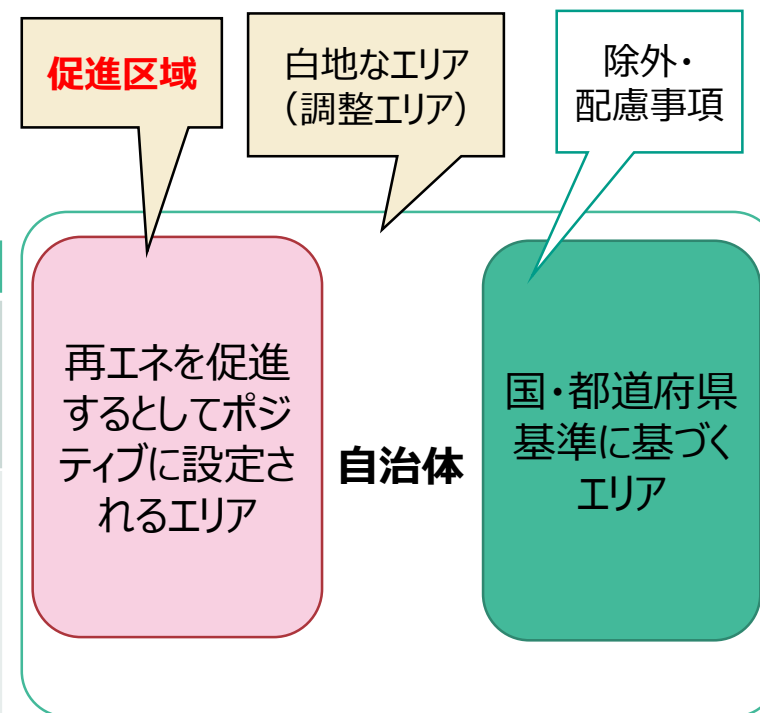 促進区域
白地なエリア
（調整エリア）
除外・
配慮事項
再エネを促進
するとしてポジ
ティブに設定さ
れるエリア
自治体
国・都道府県
基準に基づく
エリア